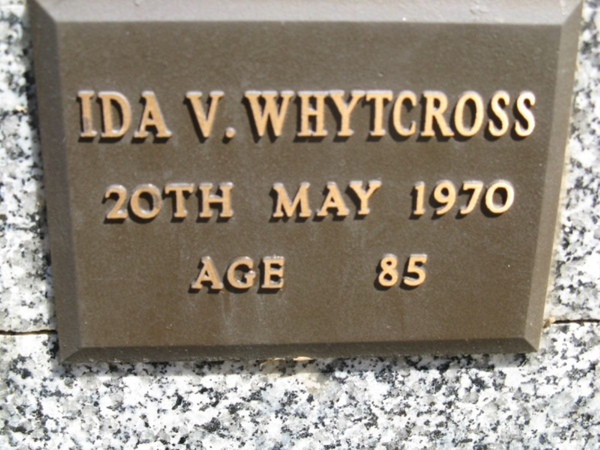 IDA V. WHYTCROSS
20TH MAY 1970
AGE 85